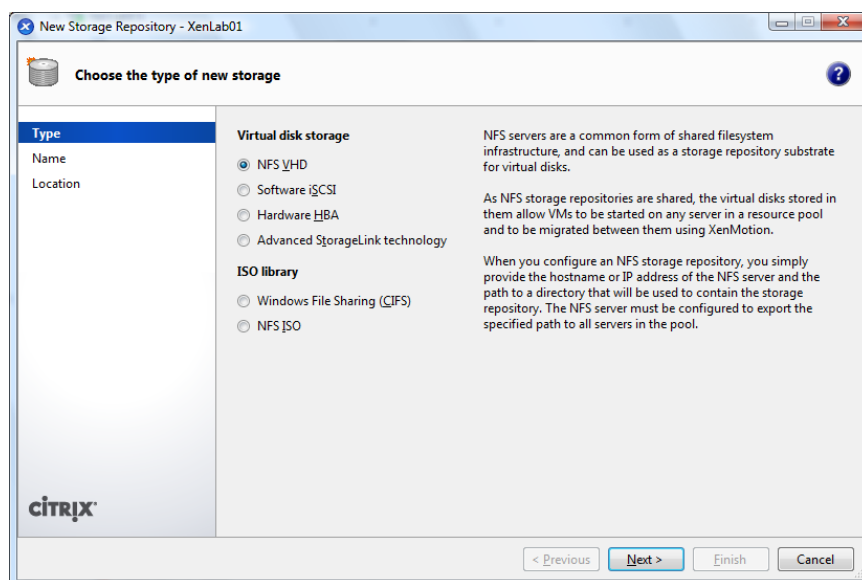 New Storage Repository - XenLab01
Choose the type of new storage
?
Type
Name
Location
Virtual disk storage
NFS VHD
Software iSCSI
Hardware HBA
Advanced StorageLink technology
ISO library
Windows File Sharing (CIFS)
NFS ISO
NFS servers are a common form of shared filesystem
infrastructure, and can be used as a storage repository substrate
for virtual disks.
As NFS storage repositories are shared, the virtual disks stored in
them allow VMs to be started on any server in a resource pool
and to be migrated between them using XenMotion.
When you configure an NFS storage repository, you simply
provide the hostname or IP address of the NFS server and the
path to a directory that will be used to contain the storage
repository. The NFS server must be configured to export the
specified path to all servers in the pool.
CITRIX
< Previous
Next >
Finish
Cancel